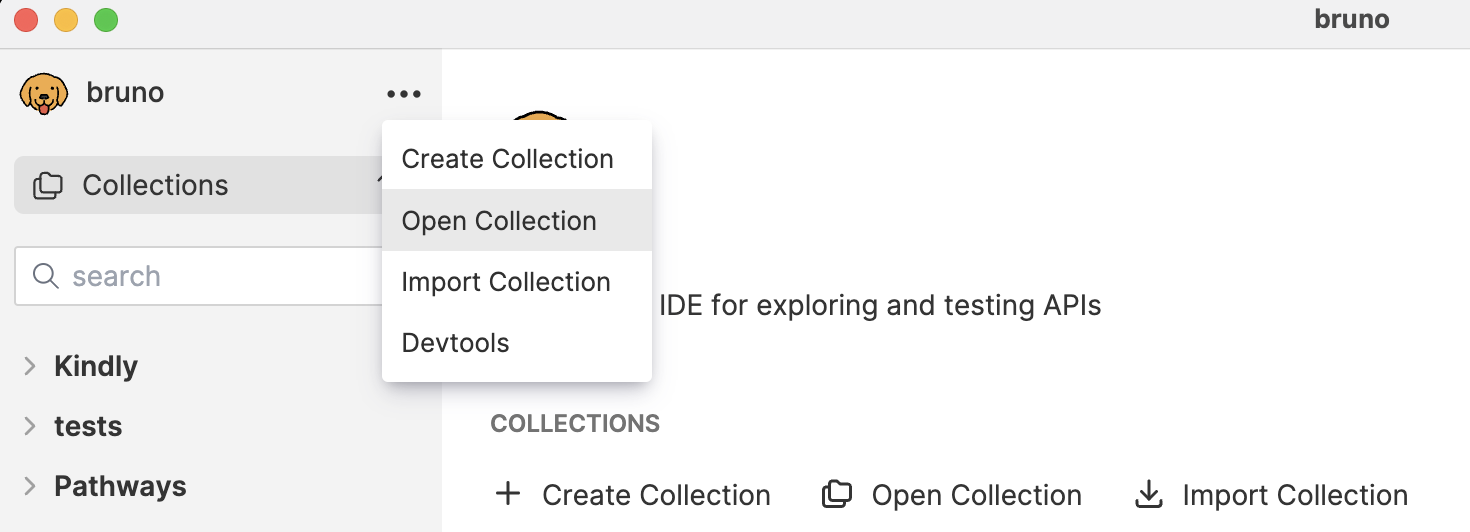 bruno
bruno
Collections
search
Kindly
tests
Pathways
Create Collection
Open Collection
Import Collection
Devtools
IDE for exploring and testing APIs
COLLECTIONS
Create Collection
Open Collection
Import Collection